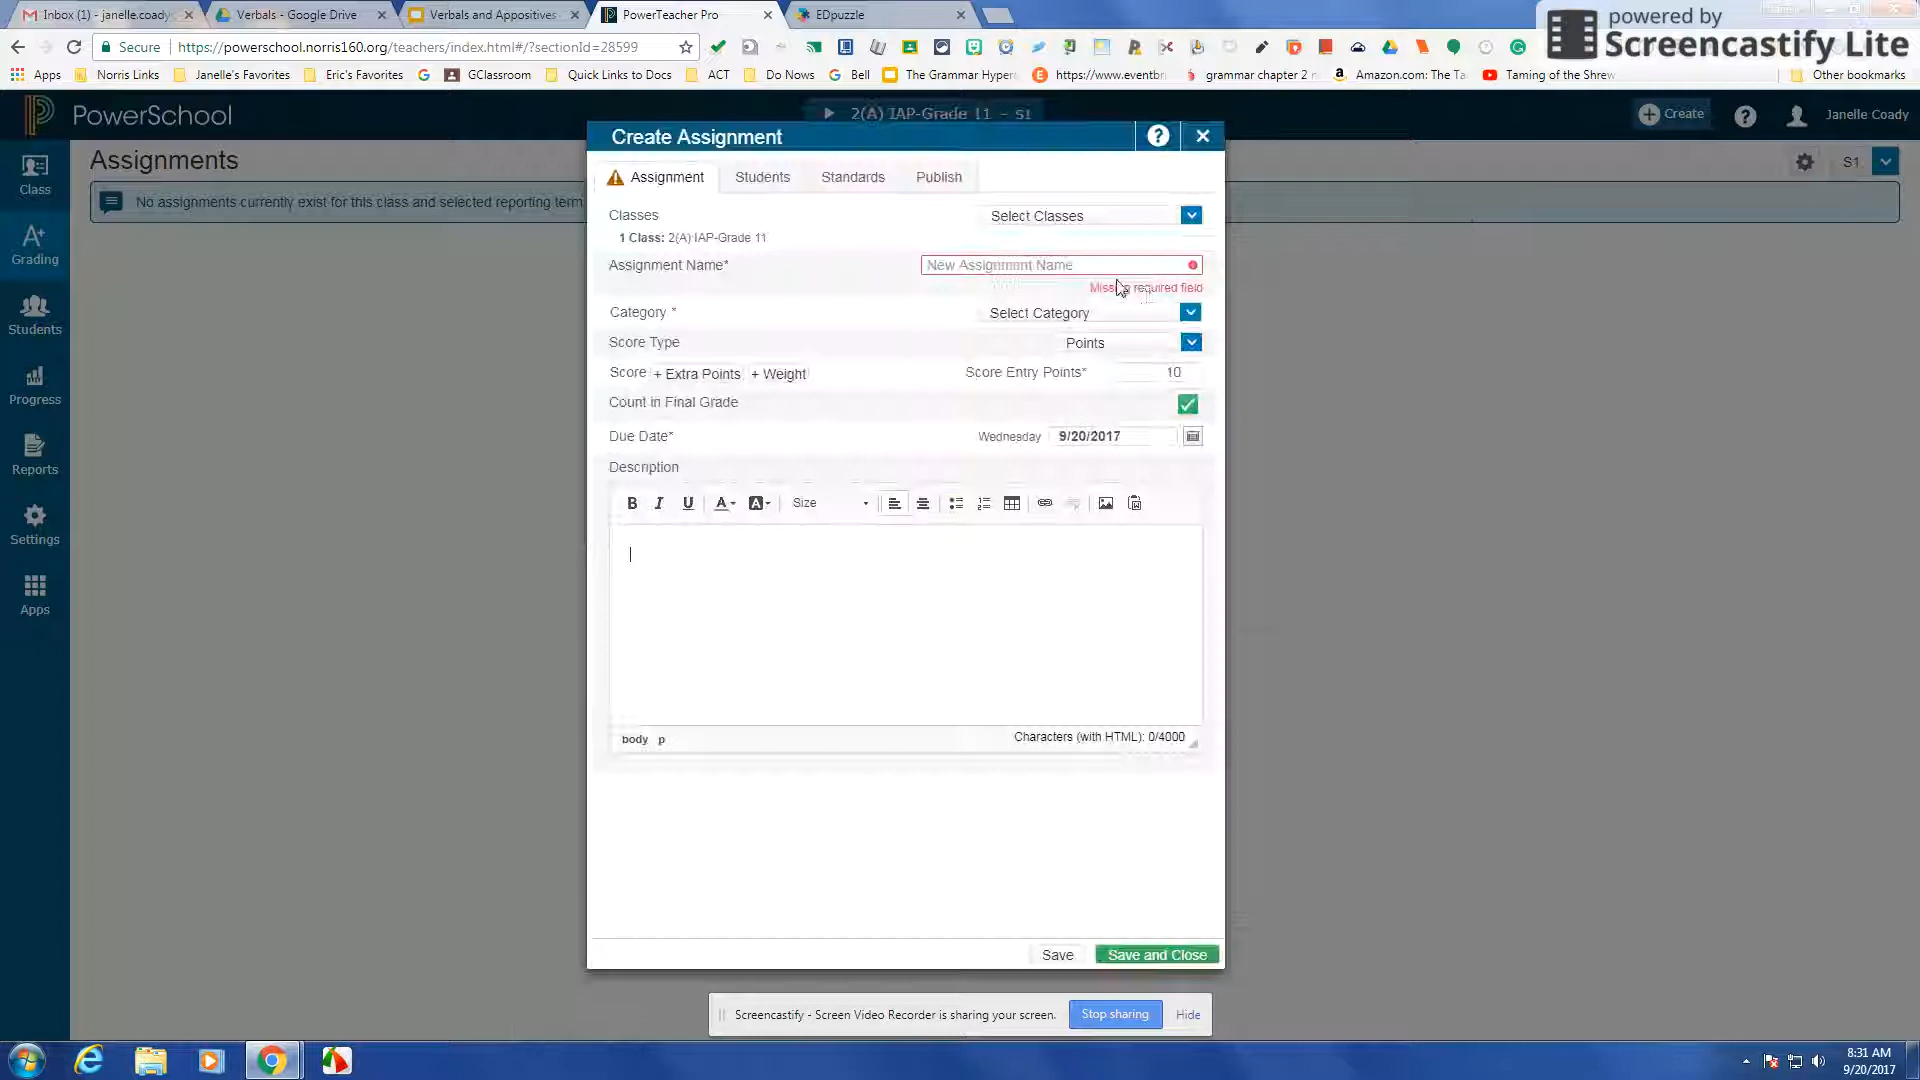 Inbox (1) - janelle.coady
Verbals - Google Drive
Verbals and Appositives
PowerTeacher Pro
EDpuzzle
powered by
Screencastify Lite
Secure
https://powerschool.norris160.org/teachers/index.html#/?sectionId=28599
Apps
Norris Links
Janelle's Favorites
Eric's Favorites
GClassroom
Quick Links to Docs
ACT
Do Nows
Bell
The Grammar Hyper
https://www.eventbr
grammar chapter 2
Amazon.com: The Ta
Taming of the Shrew
Other bookmarks
PowerSchool
2(A) IAP-Grade 11 - S1
Create
Janelle Coady
Class
Grading
Students
Progress
Reports
Settings
Apps
Assignments
S1
No assignments currently exist for this class and selected reporting term
Create Assignment
Assignment
Students
Standards
Publish
Classes
Select Classes
1 Class: 2(A) IAP-Grade 11
Assignment Name*
New Assignment Name
required field
Category *
Select Category
Score Type
Points
Score
+ Extra Points
+ Weight
Score Entry Points*
10
Count in Final Grade
Due Date*
Wednesday
9/20/2017
Description
B
I
U
A
A
Size
body p
Characters (with HTML): 0/4000
Save
Save and Close
Screencastify - Screen Video Recorder is sharing your screen.
Stop sharing
Hide
8:31 AM
9/20/2017